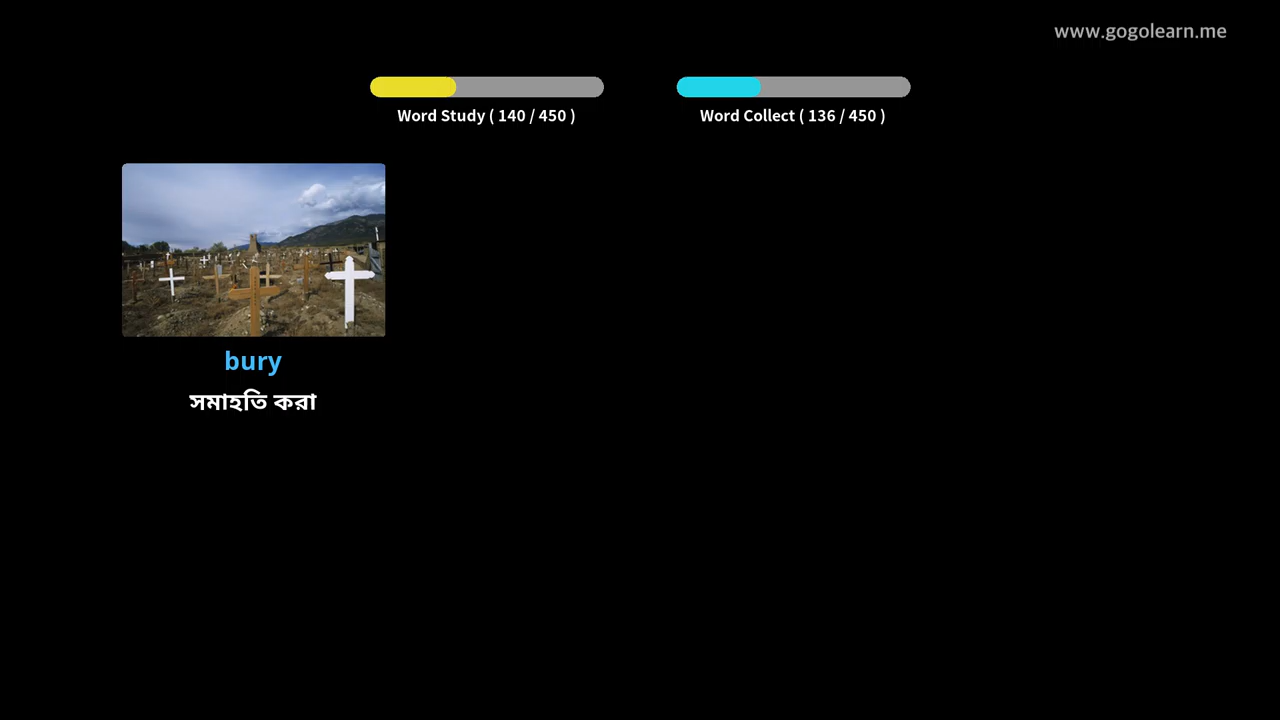 www.gogolearn.me
Word Study ( 140 / 450 )
Word Collect ( 136 / 450 )
bury
সমাহতি করা